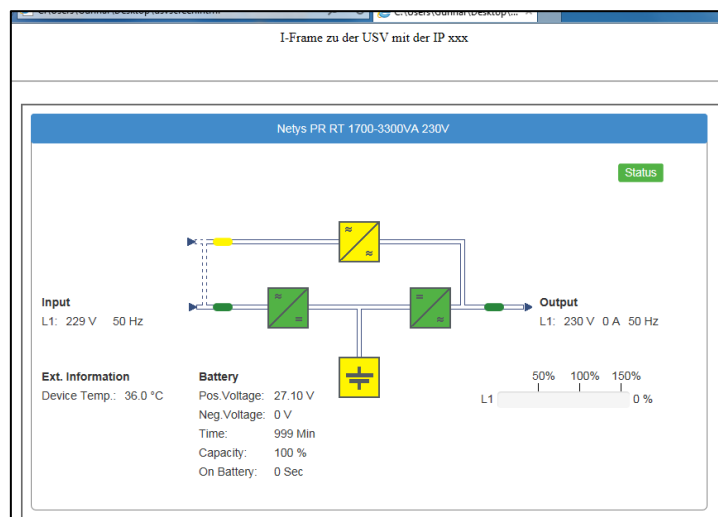 I-Frame zu der USV mit der IP xxx
Netys PR RT 1700-3300VA 230V
Status
Input
L1: 229 V 50 Hz
Output
L1: 230 V 0 A 50 Hz
Ext. Information
Device Temp.: 36.0 °C
Battery
Pos.Voltage: 27.10 V
Neg.Voltage: 0 V
Time: 999 Min
Capacity: 100 %
On Battery: 0 Sec
50% 100% 150%
L1 0 %